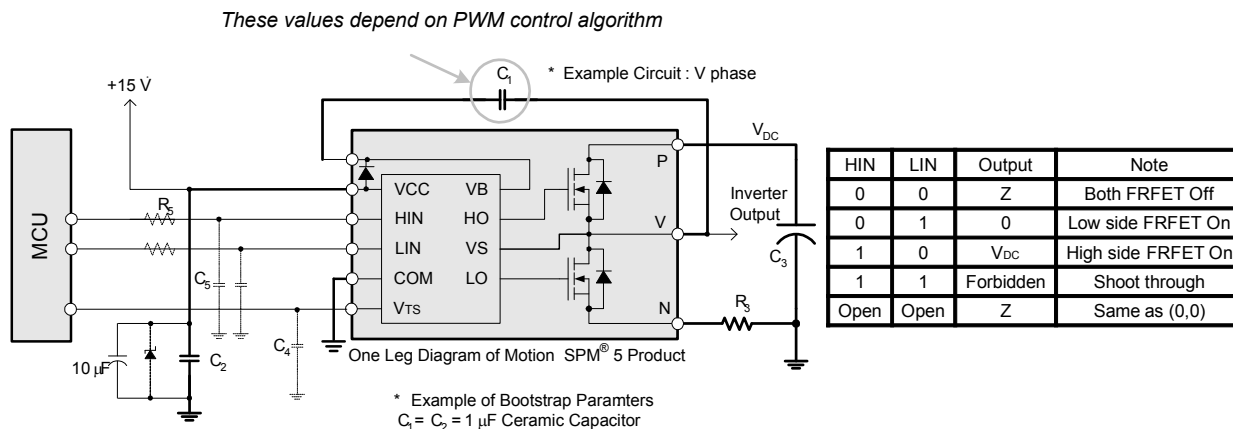 These values depend on PWM control algorithm
C1
* Example Circuit : V phase
+15 V
VDC
MCU
R5
C5
10 μF
C2
C4
VCC
HIN
LIN
COM
VTS
VB
HO
VS
LO
P
V
N
Inverter
Output
C3
R3
One Leg Diagram of Motion SPM® 5 Product
* Example of Bootstrap Paramters
C1= C2 = 1 μF Ceramic Capacitor
HIN LIN Output Note
0 0 Z Both FRFET Off
0 1 0 Low side FRFET On
1 0 VDC High side FRFET On
1 1 Forbidden Shoot through
Open Open Z Same as (0,0)